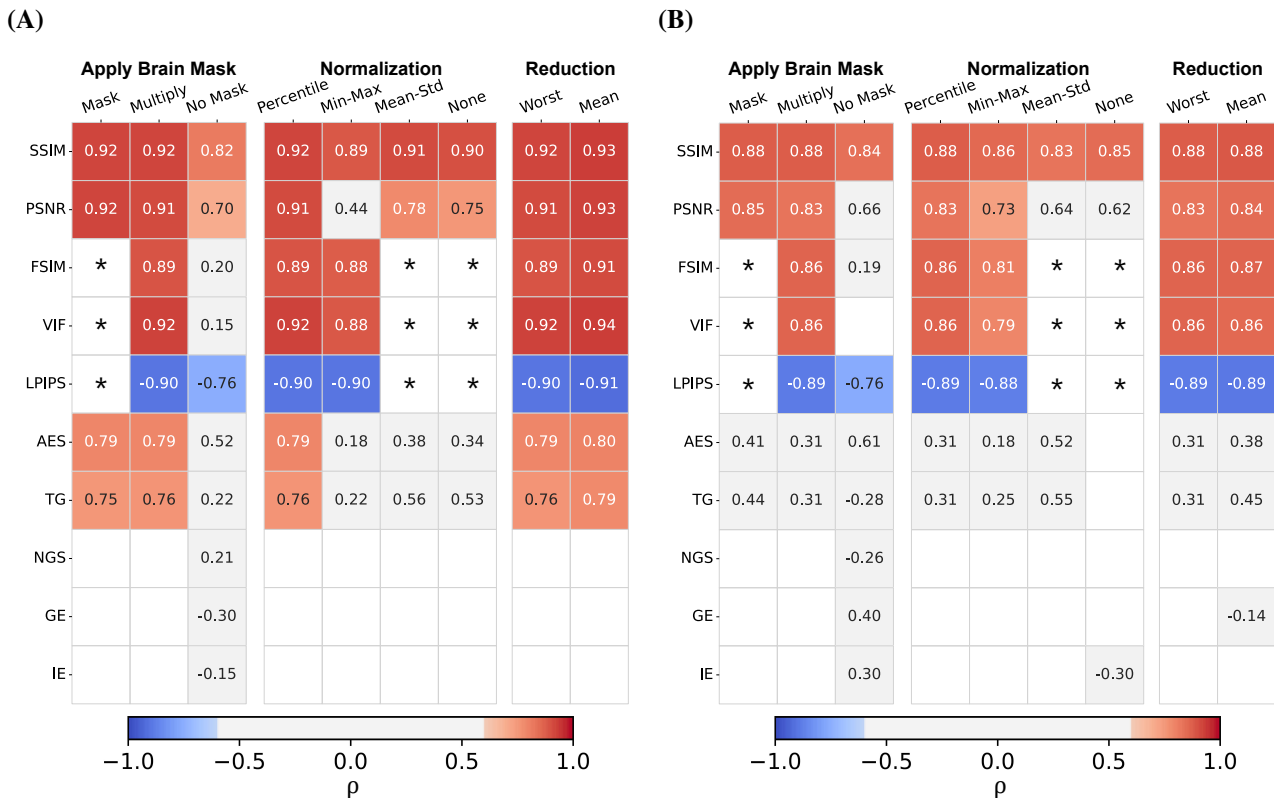 (A)
Apply Brain Mask Normalization Reduction
Mask Multiply No Mask Percentile Min-Max Mean-Std None Worst Mean
SSIM 0.92 0.92 0.82 0.92 0.89 0.91 0.90 0.92 0.93
PSNR 0.92 0.91 0.70 0.91 0.44 0.78 0.75 0.91 0.93
FSIM * 0.89 0.20 0.89 0.88 * * 0.89 0.91
VIF * 0.92 0.15 0.92 0.88 * * 0.92 0.94
LPIPS * -0.90 -0.76 -0.90 -0.90 * * -0.90 -0.91
AES 0.79 0.79 0.52 0.79 0.18 0.38 0.34 0.79 0.80
TG 0.75 0.76 0.22 0.76 0.22 0.56 0.53 0.76 0.79
NGS 0.21
GE -0.30
IE -0.15
−1.0 −0.5 0.0 0.5 1.0
ρ
(B)
Apply Brain Mask Normalization Reduction
Mask Multiply No Mask Percentile Min-Max Mean-Std None Worst Mean
SSIM 0.88 0.88 0.84 0.88 0.86 0.83 0.85 0.88 0.88
PSNR 0.85 0.83 0.66 0.83 0.73 0.64 0.62 0.83 0.84
FSIM * 0.86 0.19 0.86 0.81 * * 0.86 0.87
VIF * 0.86 0.86 0.79 * * 0.86 0.86
LPIPS * -0.89 -0.76 -0.89 -0.88 * * -0.89 -0.89
AES 0.41 0.31 0.61 0.31 0.18 0.52 0.31 0.38
TG 0.44 0.31 -0.28 0.31 0.25 0.55 0.31 0.45
NGS -0.26
GE 0.40 -0.14
IE 0.30 -0.30
−1.0 −0.5 0.0 0.5 1.0
ρ